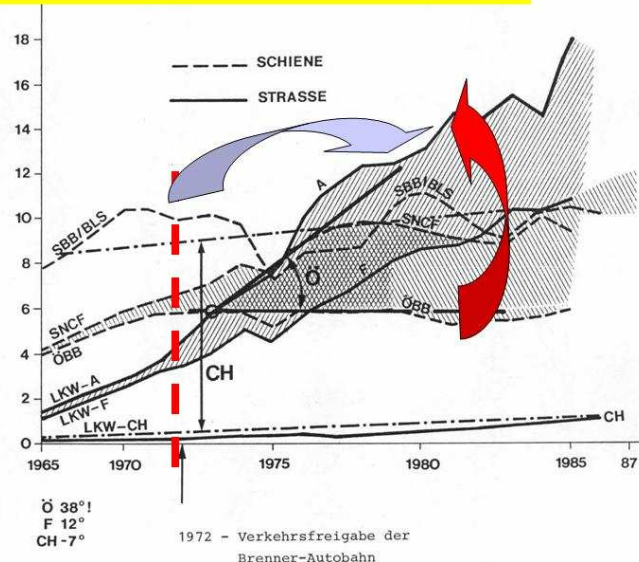 18
16
14
12
10
8
6
4
2
0
SCHIENE
STRASSE
A
SBB/BLS
SBB/BLS
SNCF
SNCF
F
Ö
ÖBB
ÖBB
CH
LKW-A
LKW-F
LKW-CH
CH
1965 1970 1975 1980 1985 87
Ö 38°!
F 12°
CH -7°
1972 - Verkehrsfreigabe der
Brenner-Autobahn